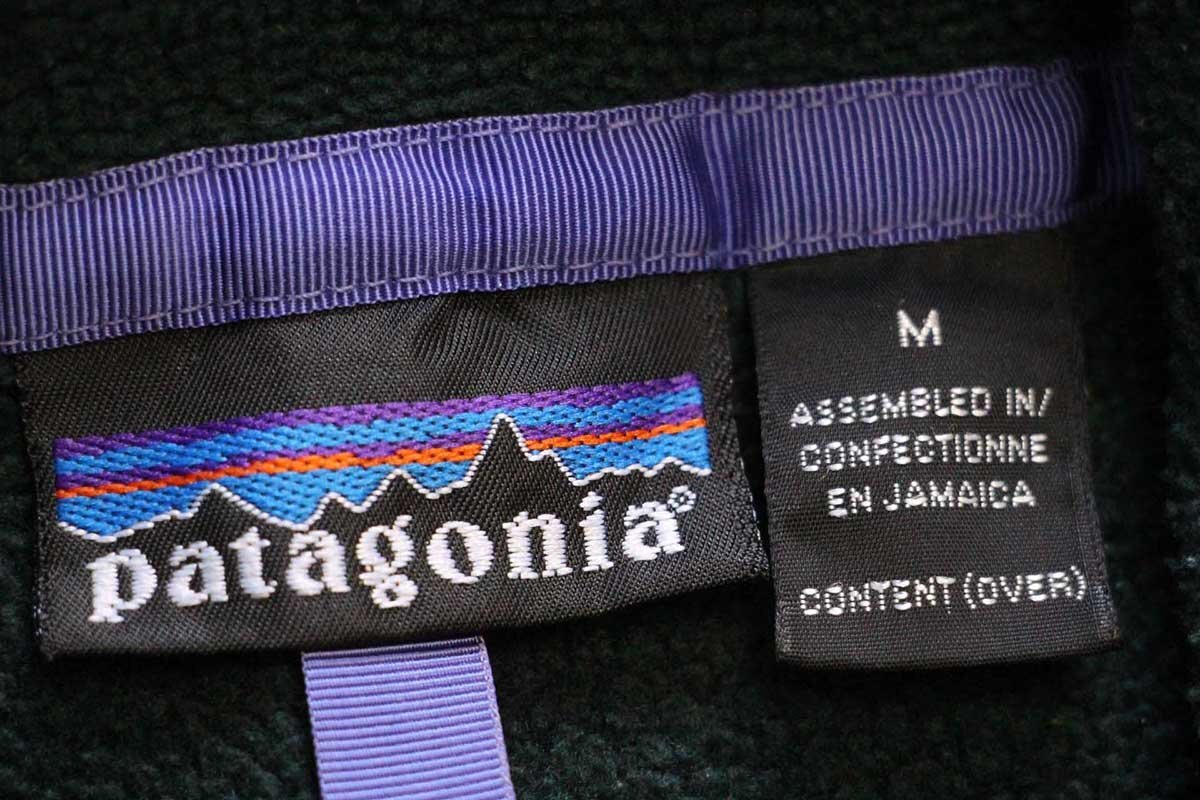 patagonia®
M
ASSEMBLED IN/
CONFECTIONNE
EN JAMAICA
CONTENT (OVER)